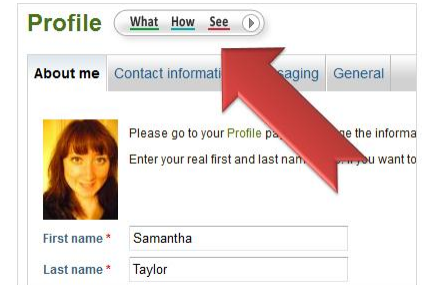 Profile What How See
About me Contact informati saging General
Please go to your Profile pa ge the informa
Enter your real first and last nam you want to
First name * Samantha
Last name * Taylor